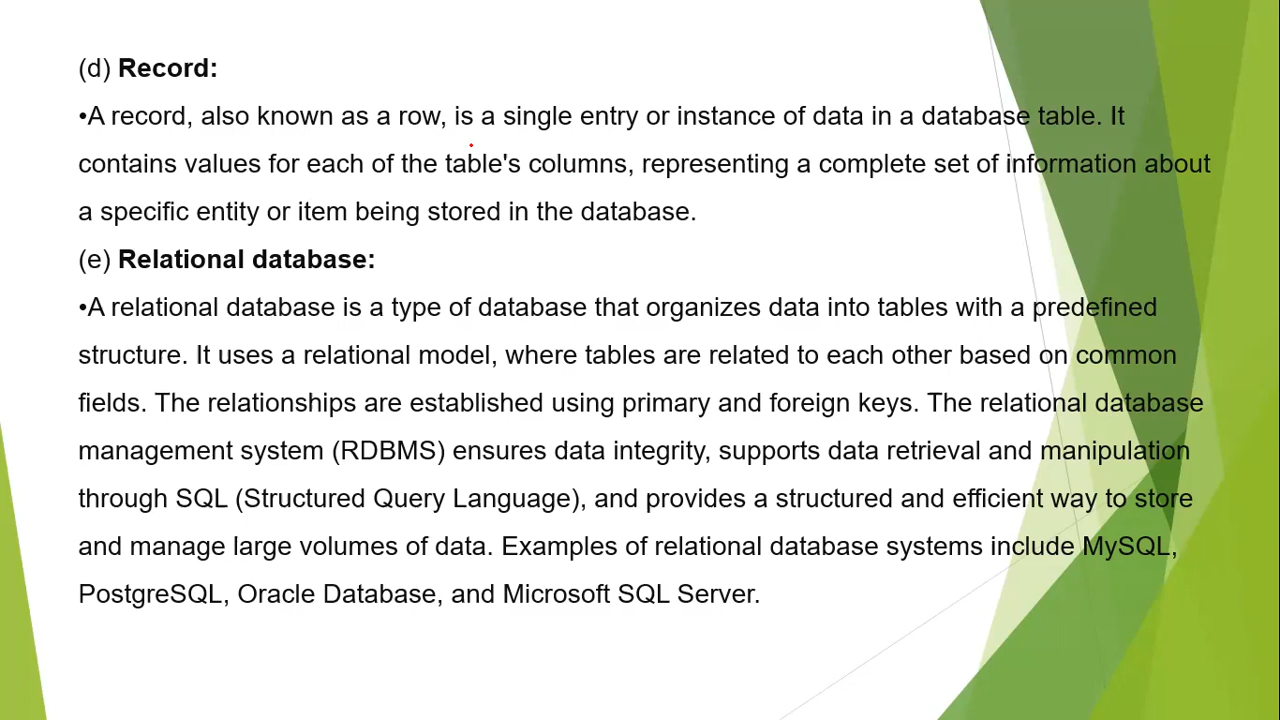 (d) Record:
•A record, also known as a row, is a single entry or instance of data in a database table. It
contains values for each of the table's columns, representing a complete set of information about
a specific entity or item being stored in the database.
(e) Relational database:
•A relational database is a type of database that organizes data into tables with a predefined
structure. It uses a relational model, where tables are related to each other based on common
fields. The relationships are established using primary and foreign keys. The relational database
management system (RDBMS) ensures data integrity, supports data retrieval and manipulation
through SQL (Structured Query Language), and provides a structured and efficient way to store
and manage large volumes of data. Examples of relational database systems include MySQL,
PostgreSQL, Oracle Database, and Microsoft SQL Server.